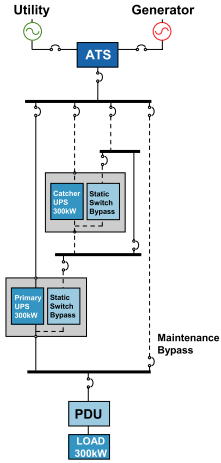 Utility
Generator
ATS
Catcher
UPS
300kW
Static
Switch
Bypass
Primary
UPS
300kW
Static
Switch
Bypass
Maintenance
Bypass
PDU
LOAD
300kW